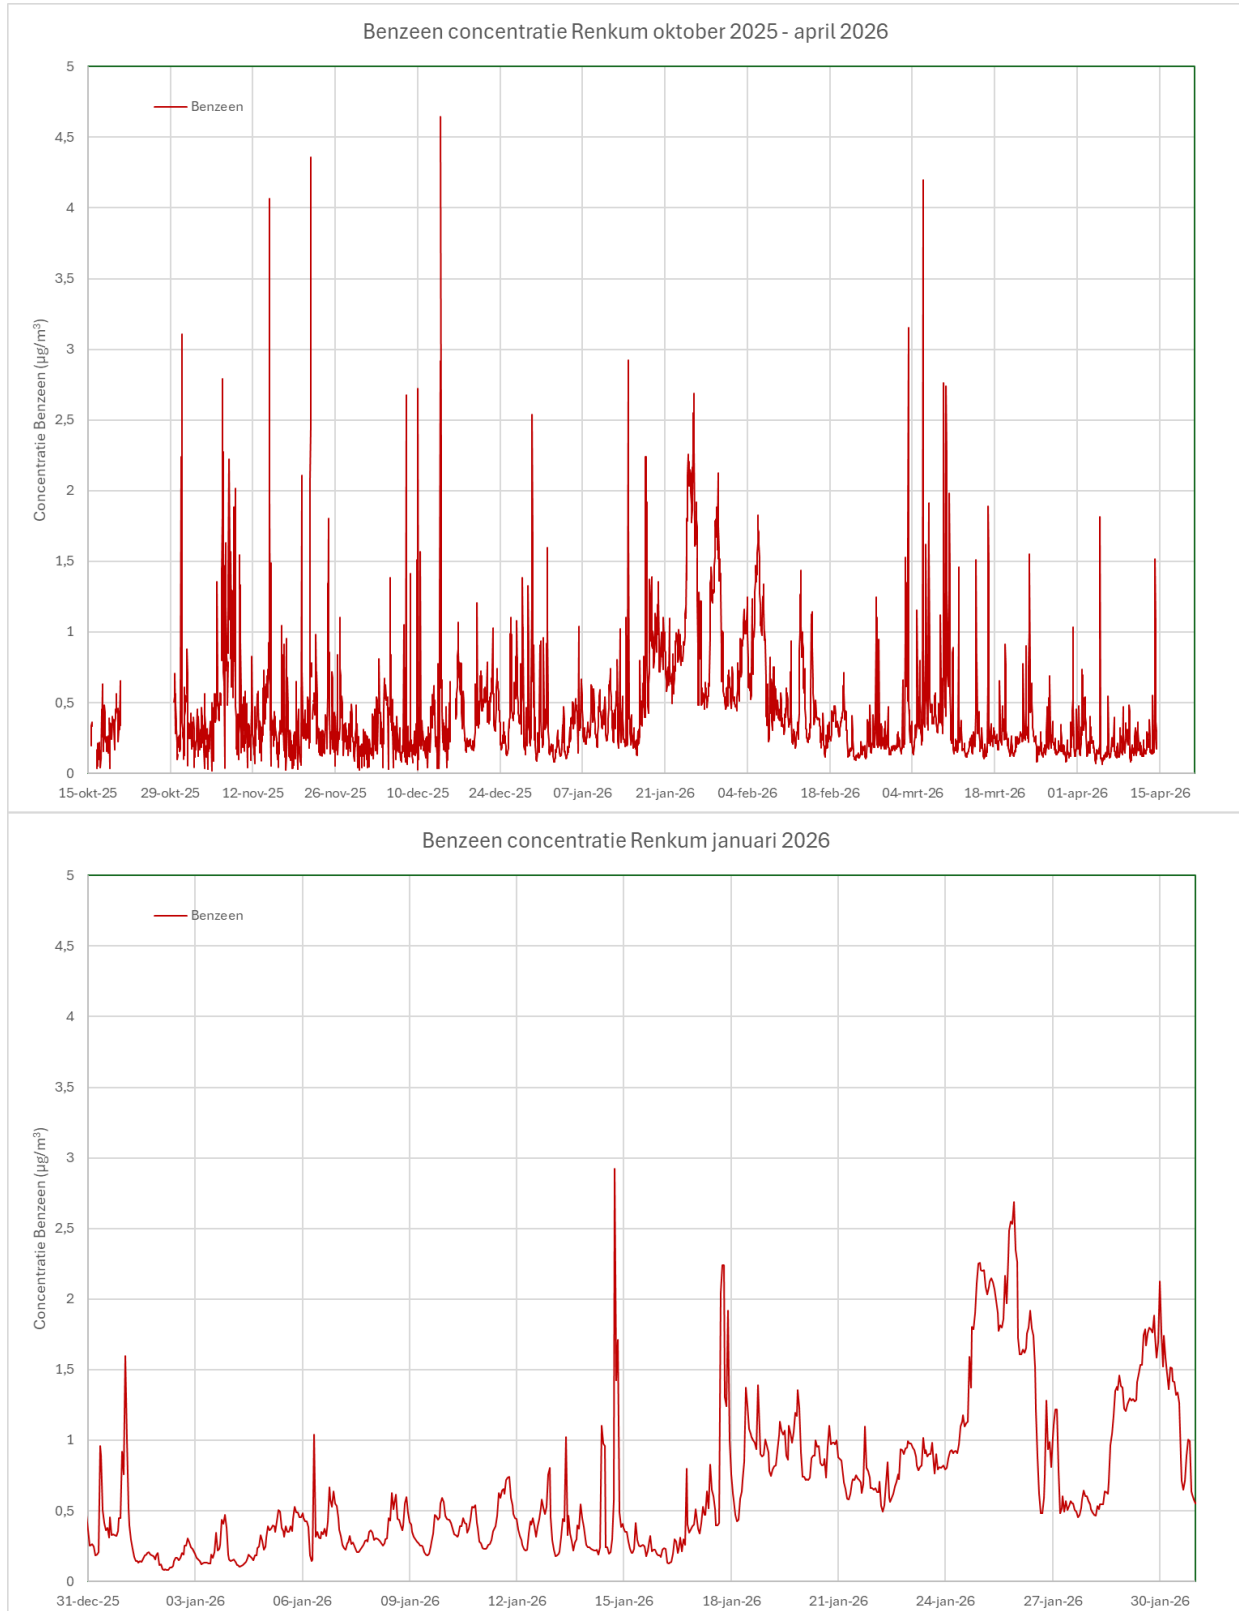 Benzeen concentratie Renkum oktober 2025 - april 2026
Benzeen
Concentratie Benzeen (µg/m³)
5
4,5
4
3,5
3
2,5
2
1,5
1
0,5
0
15-okt-25 29-okt-25 12-nov-25 26-nov-25 10-dec-25 24-dec-25 07-jan-26 21-jan-26 04-feb-26 18-feb-26 04-mrt-26 18-mrt-26 01-apr-26 15-apr-26
Benzeen concentratie Renkum januari 2026
Benzeen
Concentratie Benzeen (µg/m³)
5
4,5
4
3,5
3
2,5
2
1,5
1
0,5
0
31-dec-25 03-jan-26 06-jan-26 09-jan-26 12-jan-26 15-jan-26 18-jan-26 21-jan-26 24-jan-26 27-jan-26 30-jan-26